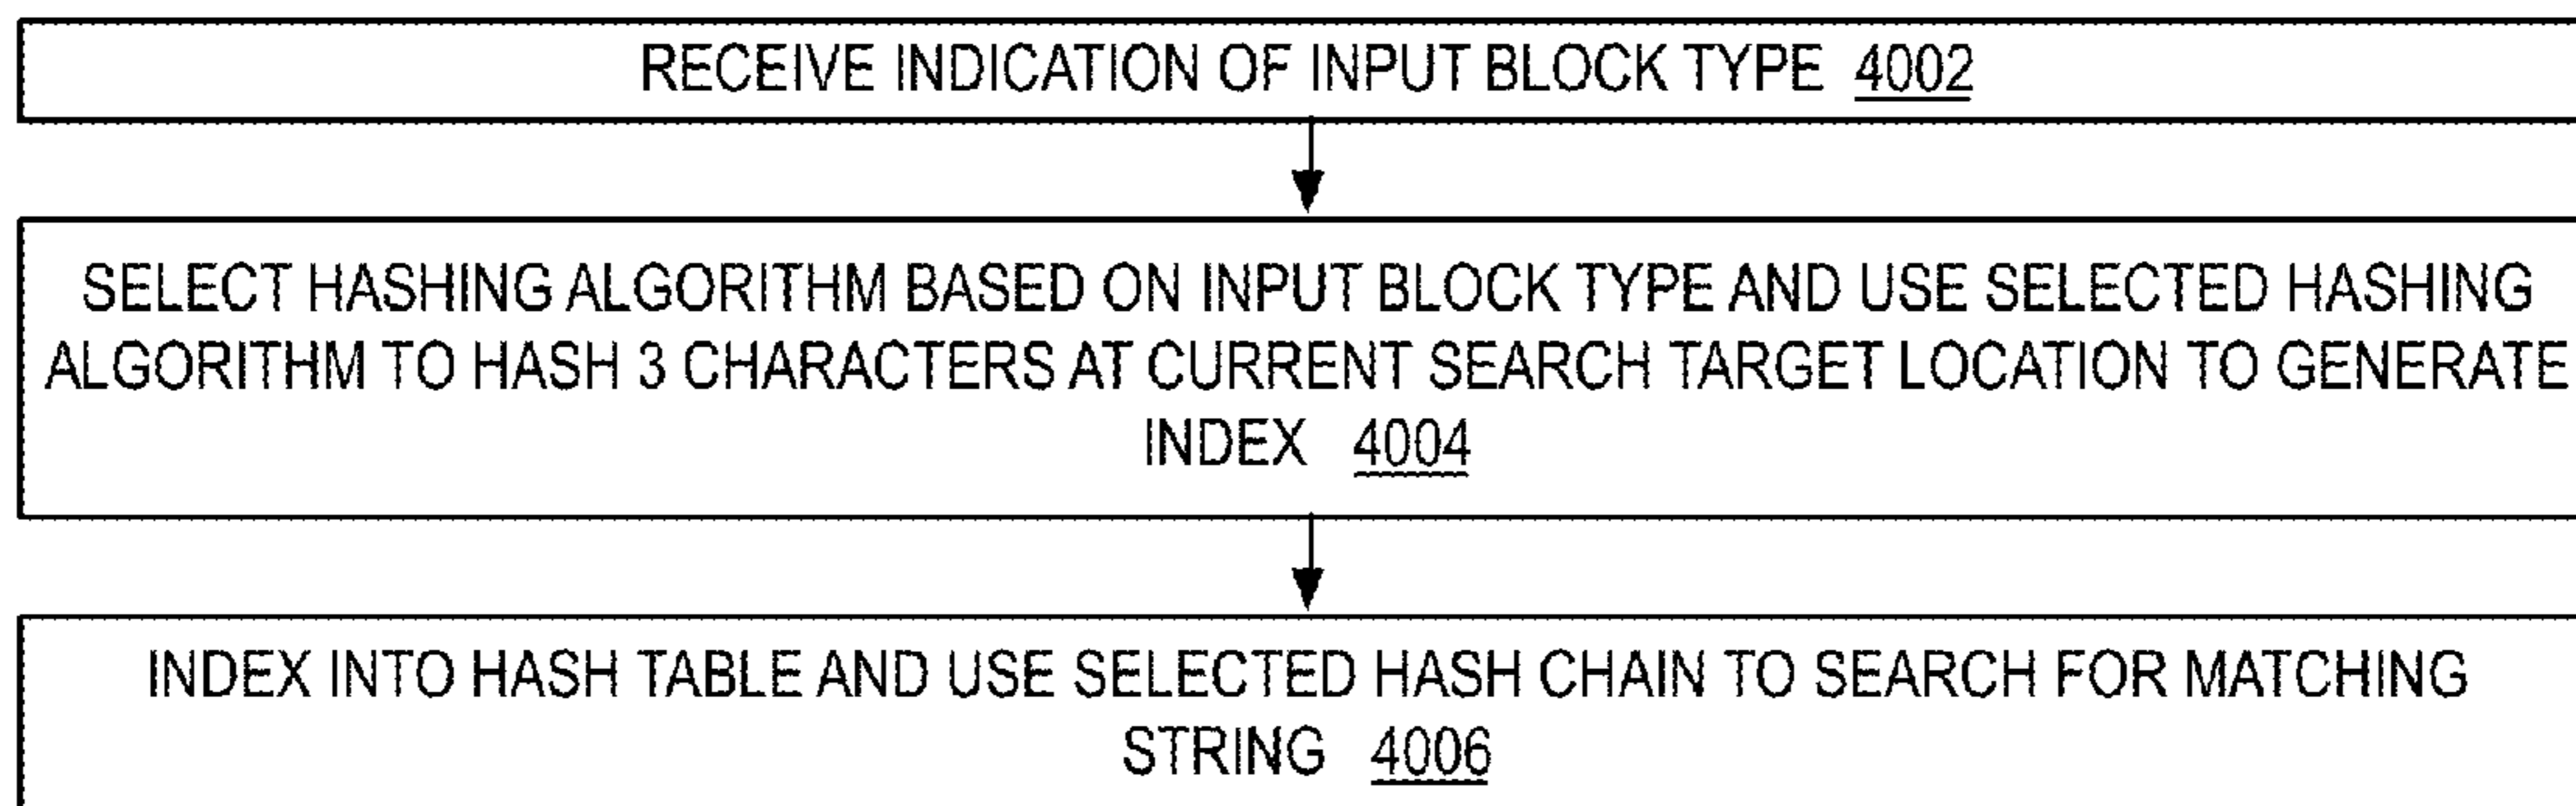 RECEIVE INDICATION OF INPUT BLOCK TYPE 4002
SELECT HASHING ALGORITHM BASED ON INPUT BLOCK TYPE AND USE SELECTED HASHING
ALGORITHM TO HASH 3 CHARACTERS AT CURRENT SEARCH TARGET LOCATION TO GENERATE
INDEX 4004
INDEX INTO HASH TABLE AND USE SELECTED HASH CHAIN TO SEARCH FOR MATCHING
STRING 4006